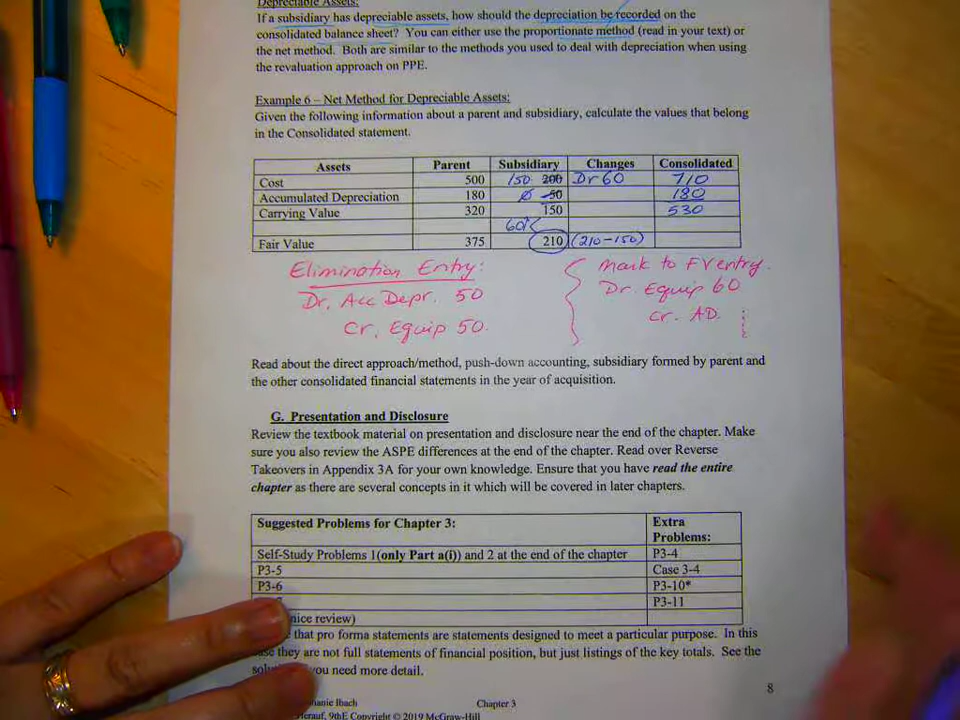 Depreciable Assets:
If a subsidiary has depreciable assets, how should the depreciation be recorded on the
consolidated balance sheet? You can either use the proportionate method (read in your text) or
the net method. Both are similar to the methods you used to deal with depreciation when using
the revaluation approach on PPE.
Example 6 – Net Method for Depreciable Assets:
Given the following information about a parent and subsidiary, calculate the values that belong
in the Consolidated statement.
Assets Parent Subsidiary Changes Consolidated
Cost 500 150 200 Dr 60 710
Accumulated Depreciation 180 ø -50 180
Carrying Value 320 150 530
60
Fair Value 375 210 (210-150)
Elimination Entry:
Dr. Acc Depr. 50
Cr. Equip 50.
Mark to FV entry.
Dr. Equip 60
Cr. AD.
Read about the direct approach/method, push-down accounting, subsidiary formed by parent and
the other consolidated financial statements in the year of acquisition.
G. Presentation and Disclosure
Review the textbook material on presentation and disclosure near the end of the chapter. Make
sure you also review the ASPE differences at the end of the chapter. Read over Reverse
Takeovers in Appendix 3A for your own knowledge. Ensure that you have read the entire
chapter as there are several concepts in it which will be covered in later chapters.
Suggested Problems for Chapter 3: Extra Problems:
Self-Study Problems 1(only Part a(i)) and 2 at the end of the chapter P3-4
P3-5 Case 3-4
P3-6 P3-10*
P3-11
nice review)
that pro forma statements are statements designed to meet a particular purpose. In this
case they are not full statements of financial position, but just listings of the key totals. See the
you need more detail.
8
Ibach Chapter 3
Herauf, 9thE Copyright © 2019 McGraw-Hill